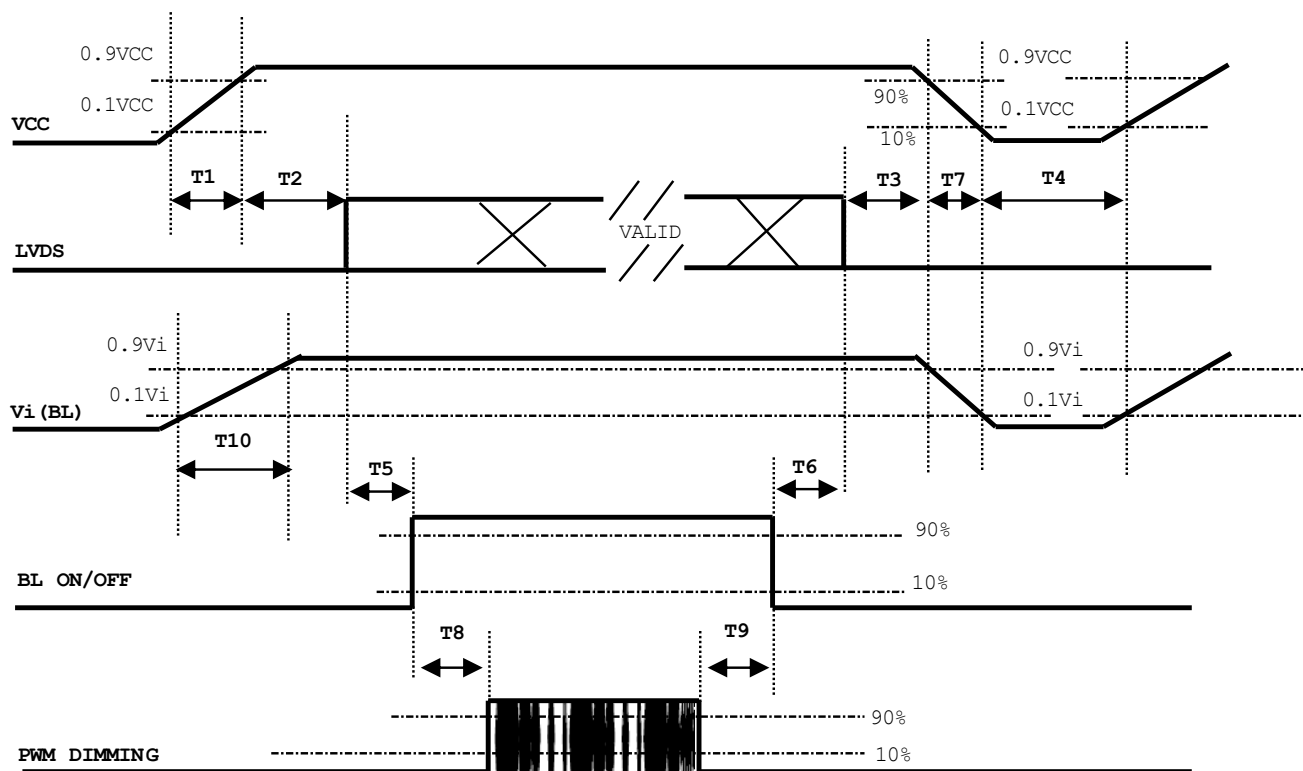 0.9VCC
0.9VCC
90%
0.1VCC
0.1VCC
VCC
10%
T1
T2
T3
T7
T4
VALID
LVDS
0.9Vi
0.9Vi
0.1Vi
0.1Vi
Vi(BL)
T10
T5
T6
90%
BL ON/OFF
10%
T8
T9
90%
PWM DIMMING
10%